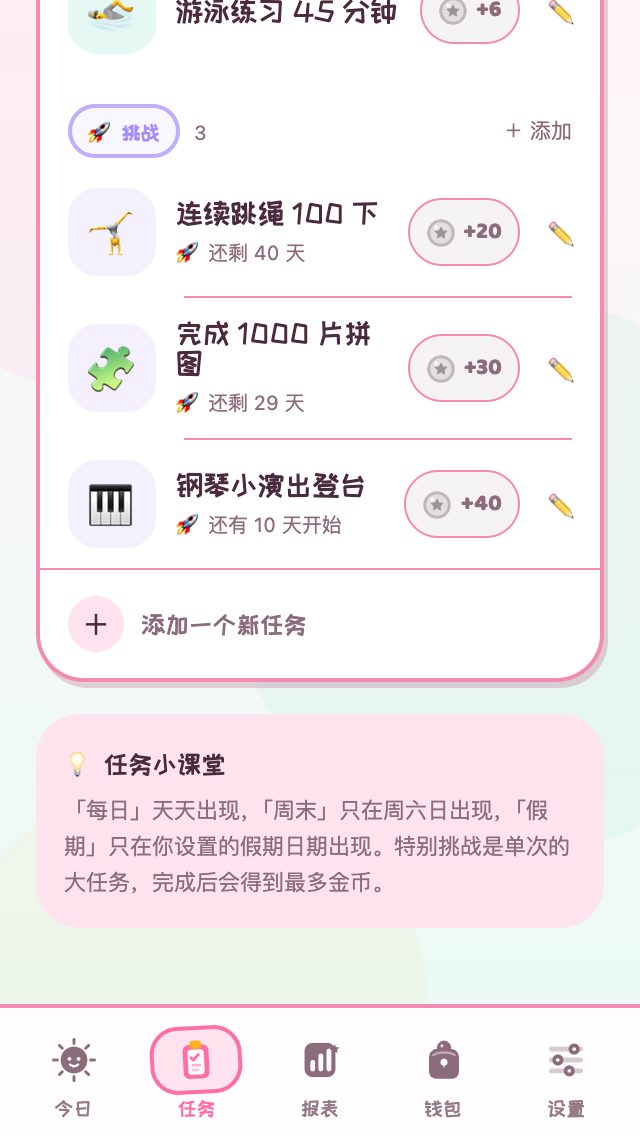 游泳练习 45 分钟
+6
挑战
3
+ 添加
连续跳绳 100 下
还剩 40 天
+20
完成 1000 片拼
图
还剩 29 天
+30
钢琴小演出登台
还有 10 天开始
+40
添加一个新任务
任务小课堂
「每日」天天出现，「周末」只在周六日出现，「假
期」只在你设置的假期日期出现。特别挑战是单次的
大任务，完成后会得到最多金币。
今日
任务
报表
钱包
设置